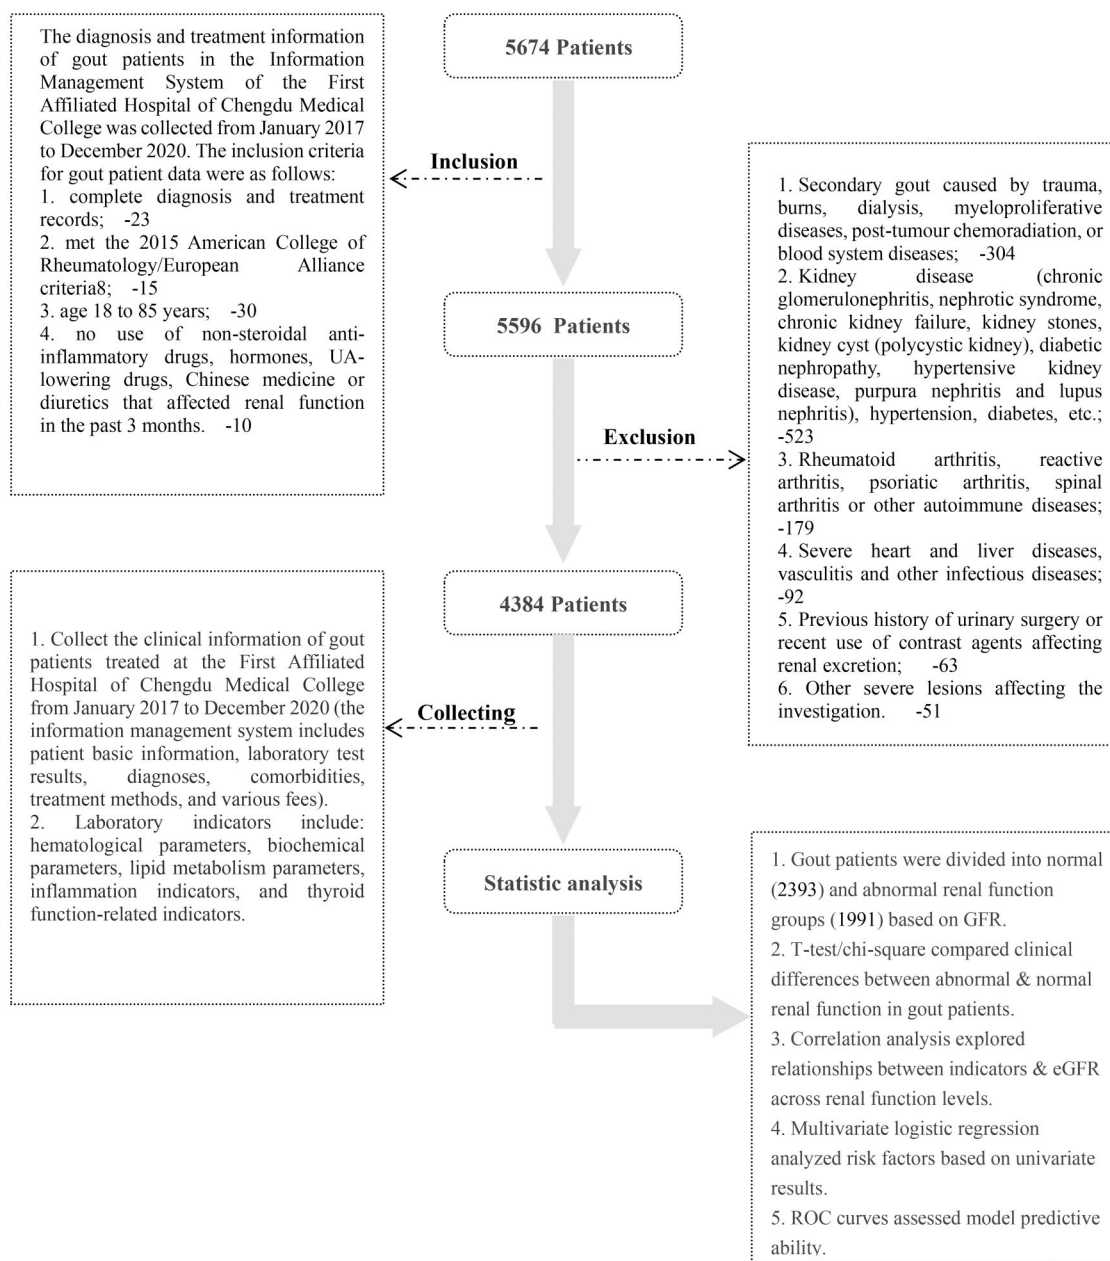 5674 Patients
The diagnosis and treatment information
of gout patients in the Information
Management System of the First
Affiliated Hospital of Chengdu Medical
College was collected from January 2017
to December 2020. The inclusion criteria
for gout patient data were as follows:
1. complete diagnosis and treatment
records; -23
2. met the 2015 American College of
Rheumatology/European Alliance
criteria8; -15
3. age 18 to 85 years; -30
4. no use of non-steroidal anti-
inflammatory drugs, hormones, UA-
lowering drugs, Chinese medicine or
diuretics that affected renal function
in the past 3 months. -10
Inclusion
5596 Patients
Exclusion
1. Secondary gout caused by trauma,
burns, dialysis, myeloproliferative
diseases, post-tumour chemoradiation, or
blood system diseases; -304
2. Kidney disease (chronic
glomerulonephritis, nephrotic syndrome,
chronic kidney failure, kidney stones,
kidney cyst (polycystic kidney), diabetic
nephropathy, hypertensive kidney
disease, purpura nephritis and lupus
nephritis), hypertension, diabetes, etc.;
-523
3. Rheumatoid arthritis, reactive
arthritis, psoriatic arthritis, spinal
arthritis or other autoimmune diseases;
-179
4. Severe heart and liver diseases,
vasculitis and other infectious diseases;
-92
5. Previous history of urinary surgery or
recent use of contrast agents affecting
renal excretion; -63
6. Other severe lesions affecting the
investigation. -51
4384 Patients
Collecting
1. Collect the clinical information of gout
patients treated at the First Affiliated
Hospital of Chengdu Medical College
from January 2017 to December 2020 (the
information management system includes
patient basic information, laboratory test
results, diagnoses, comorbidities,
treatment methods, and various fees).
2. Laboratory indicators include:
hematological parameters, biochemical
parameters, lipid metabolism parameters,
inflammation indicators, and thyroid
function-related indicators.
Statistic analysis
1. Gout patients were divided into normal
(2393) and abnormal renal function
groups (1991) based on GFR.
2. T-test/chi-square compared clinical
differences between abnormal & normal
renal function in gout patients.
3. Correlation analysis explored
relationships between indicators & eGFR
across renal function levels.
4. Multivariate logistic regression
analyzed risk factors based on univariate
results.
5. ROC curves assessed model predictive
ability.